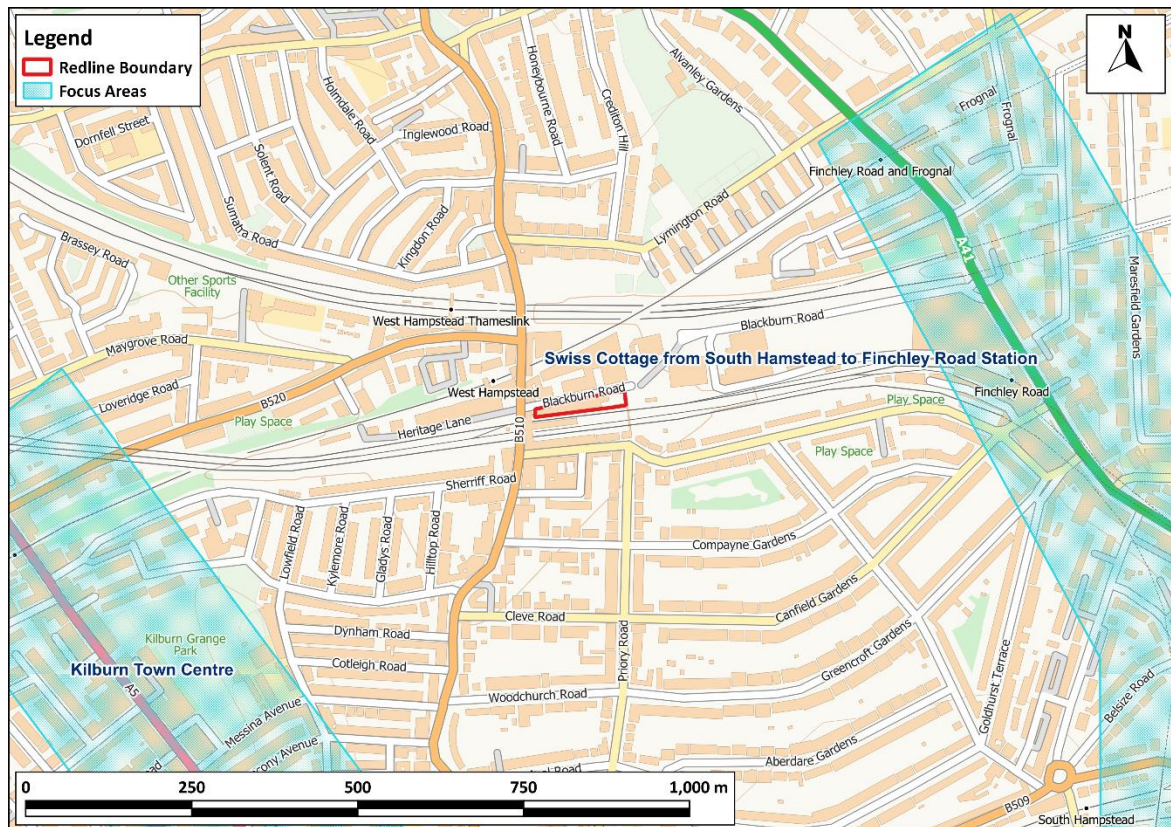 Legend
Redline Boundary
Focus Areas
N
Dornfell Street
Holmdale Road
Solent Road
Sumatra Road
Inglewood Road
Kingdon Road
Honeybourne Road
Crediton Hill
Alvanley Gardens
Lymington Road
Frognal
Frognal
Finchley Road and Frognal
A41
Maresfield Gardens
Brassey Road
Other Sports
Facility
Maygrove Road
Loveridge Road
B520
Play Space
West Hampstead Thameslink
West Hampstead
Heritage Lane
B510
Blackburn Road
Blackburn Road
Swiss Cottage from South Hamstead to Finchley Road Station
Finchley Road
Play Space
Play Space
Sherriff Road
Lowfield Road
Kylemore Road
Gladys Road
Hilltop Road
Compayne Gardens
Canfield Gardens
Cleve Road
Priory Road
Greencroft Gardens
Goldhurst Terrace
Belsize Road
Kilburn Grange
Park
Kilburn Town Centre
A5
Dynham Road
Cotleigh Road
Woodchurch Road
Messina Avenue
Aberdare Gardens
Road
B509
South Hampstead
0
250
500
750
1,000 m